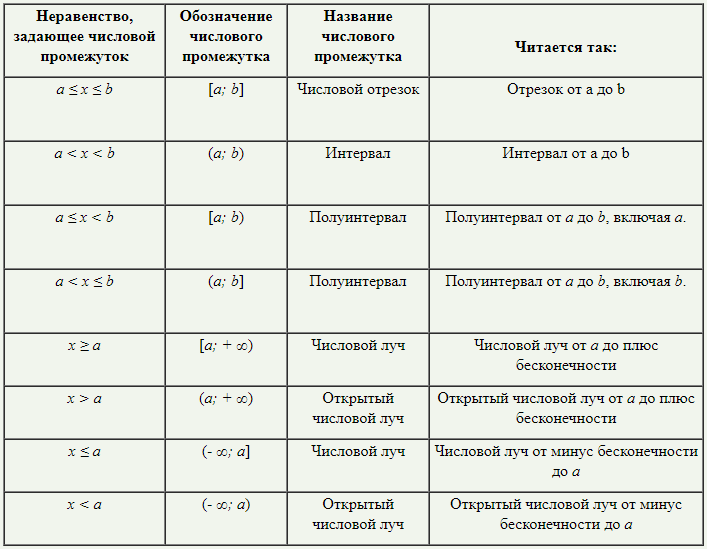 Неравенство,
задающее числовой
промежуток
Обозначение
числового
промежутка
Название
числового
промежутка
Читается так:
a ≤ x ≤ b
[a; b]
Числовой отрезок
Отрезок от a до b
a < x < b
(a; b)
Интервал
Интервал от a до b
a ≤ x < b
[a; b)
Полуинтервал
Полуинтервал от a до b, включая a.
a < x ≤ b
(a; b]
Полуинтервал
Полуинтервал от a до b, включая b.
x ≥ a
[a; + ∞)
Числовой луч
Числовой луч от a до плюс
бесконечности
x > a
(a; + ∞)
Открытый
числовой луч
Открытый числовой луч от a до плюс
бесконечности
x ≤ a
(- ∞; a]
Числовой луч
Числовой луч от минус бесконечности
до a
x < a
(- ∞; a)
Открытый
числовой луч
Открытый числовой луч от минус
бесконечности до a